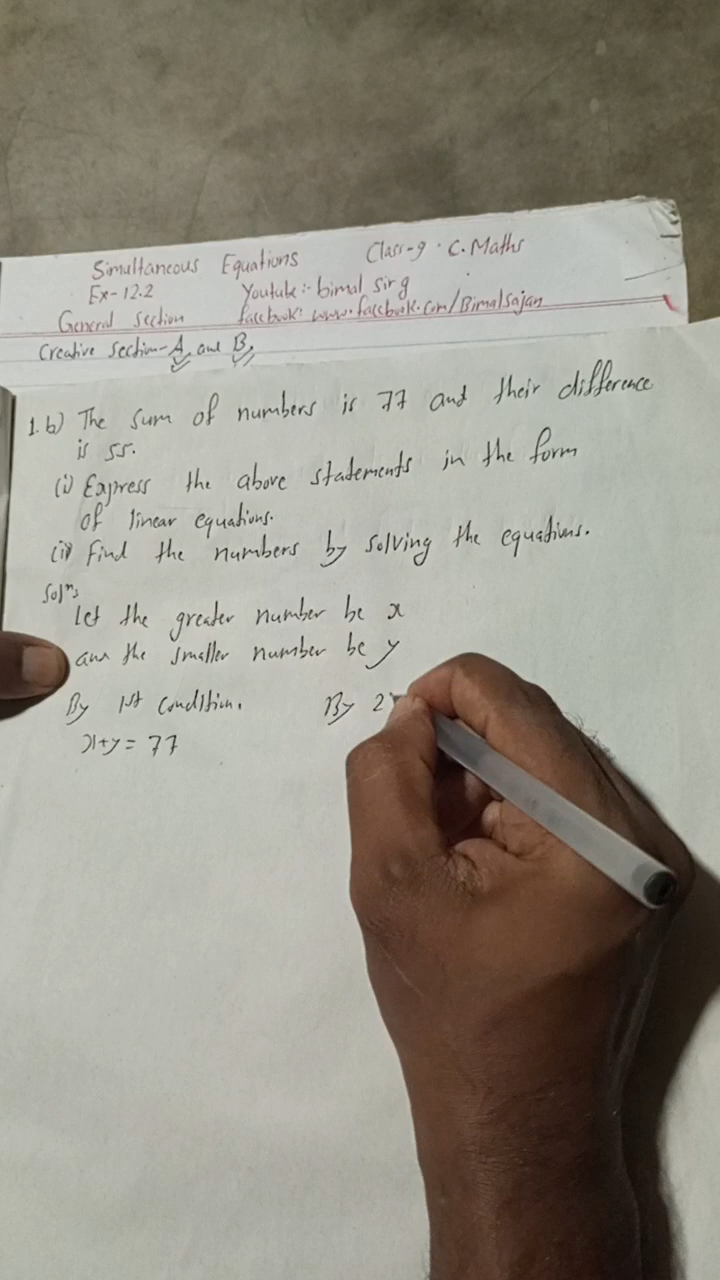 Simultaneous Equations Class-9 . C. Maths
Ex-12.2 Youtube:- bimal sir g
General section facebook: www.facebook.com/Bimalsajan
Creative section-A and B.
1.b) The sum of numbers is 77 and their difference
is 55.
(i) Express the above statements in the form
of linear equations.
(ii) Find the numbers by solving the equations.
Solⁿ,
Let the greater number be x
and the smaller number be y
By 1st condition. By 2
x+y = 77